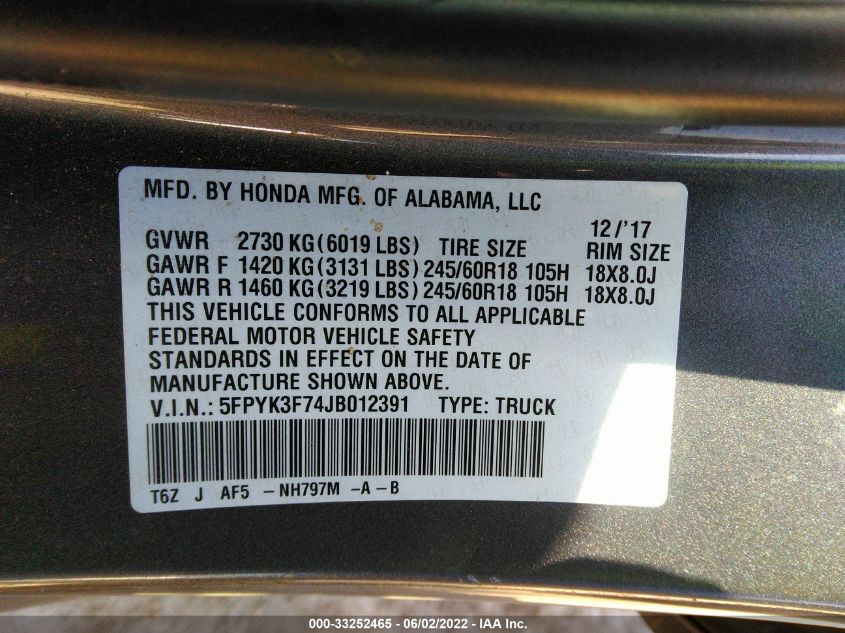 MFD. BY HONDA MFG. OF ALABAMA, LLC
12/'17
GVWR 2730 KG (6019 LBS) TIRE SIZE RIM SIZE
GAWR F 1420 KG (3131 LBS) 245/60R18 105H 18X8.0J
GAWR R 1460 KG (3219 LBS) 245/60R18 105H 18X8.0J
THIS VEHICLE CONFORMS TO ALL APPLICABLE
FEDERAL MOTOR VEHICLE SAFETY
STANDARDS IN EFFECT ON THE DATE OF
MANUFACTURE SHOWN ABOVE.
V.I.N.: 5FPYK3F74JB012391 TYPE: TRUCK
T6Z J AF5 - NH797M - A - B
000-33252465 - 06/02/2022 - IAA Inc.